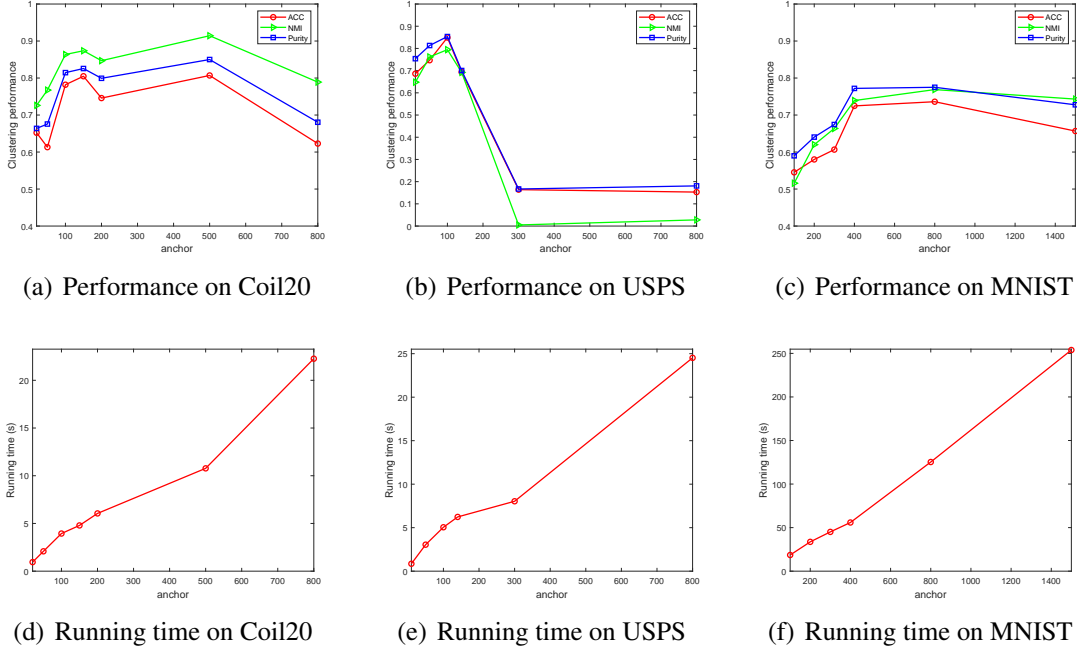 1
0.9
0.8
0.7
0.6
0.5
0.4
Clustering performance
ACC
NMI
Purity
100 200 300 400 500 600 700 800
anchor
(a) Performance on Coil20
1
0.9
0.8
0.7
0.6
0.5
0.4
0.3
0.2
0.1
0
Clustering performance
ACC
NMI
Purity
100 200 300 400 500 600 700 800
anchor
(b) Performance on USPS
1
0.9
0.8
0.7
0.6
0.5
0.4
Clustering performance
ACC
NMI
Purity
200 400 600 800 1000 1200 1400
anchor
(c) Performance on MNIST
20
15
10
5
0
Running time (s)
100 200 300 400 500 600 700 800
anchor
(d) Running time on Coil20
25
20
15
10
5
0
Running time (s)
100 200 300 400 500 600 700 800
anchor
(e) Running time on USPS
250
200
150
100
50
0
Running time (s)
200 400 600 800 1000 1200 1400
anchor
(f) Running time on MNIST